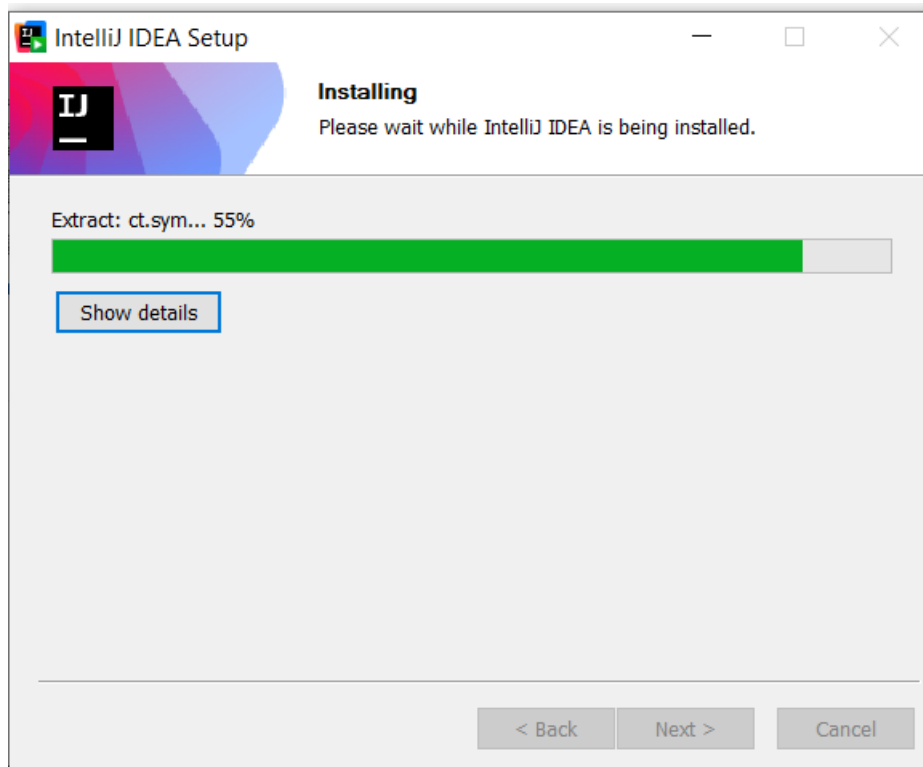 IntelliJ IDEA Setup
IJ
Installing
Please wait while IntelliJ IDEA is being installed.
Extract: ct.sym... 55%
Show details
< Back Next > Cancel